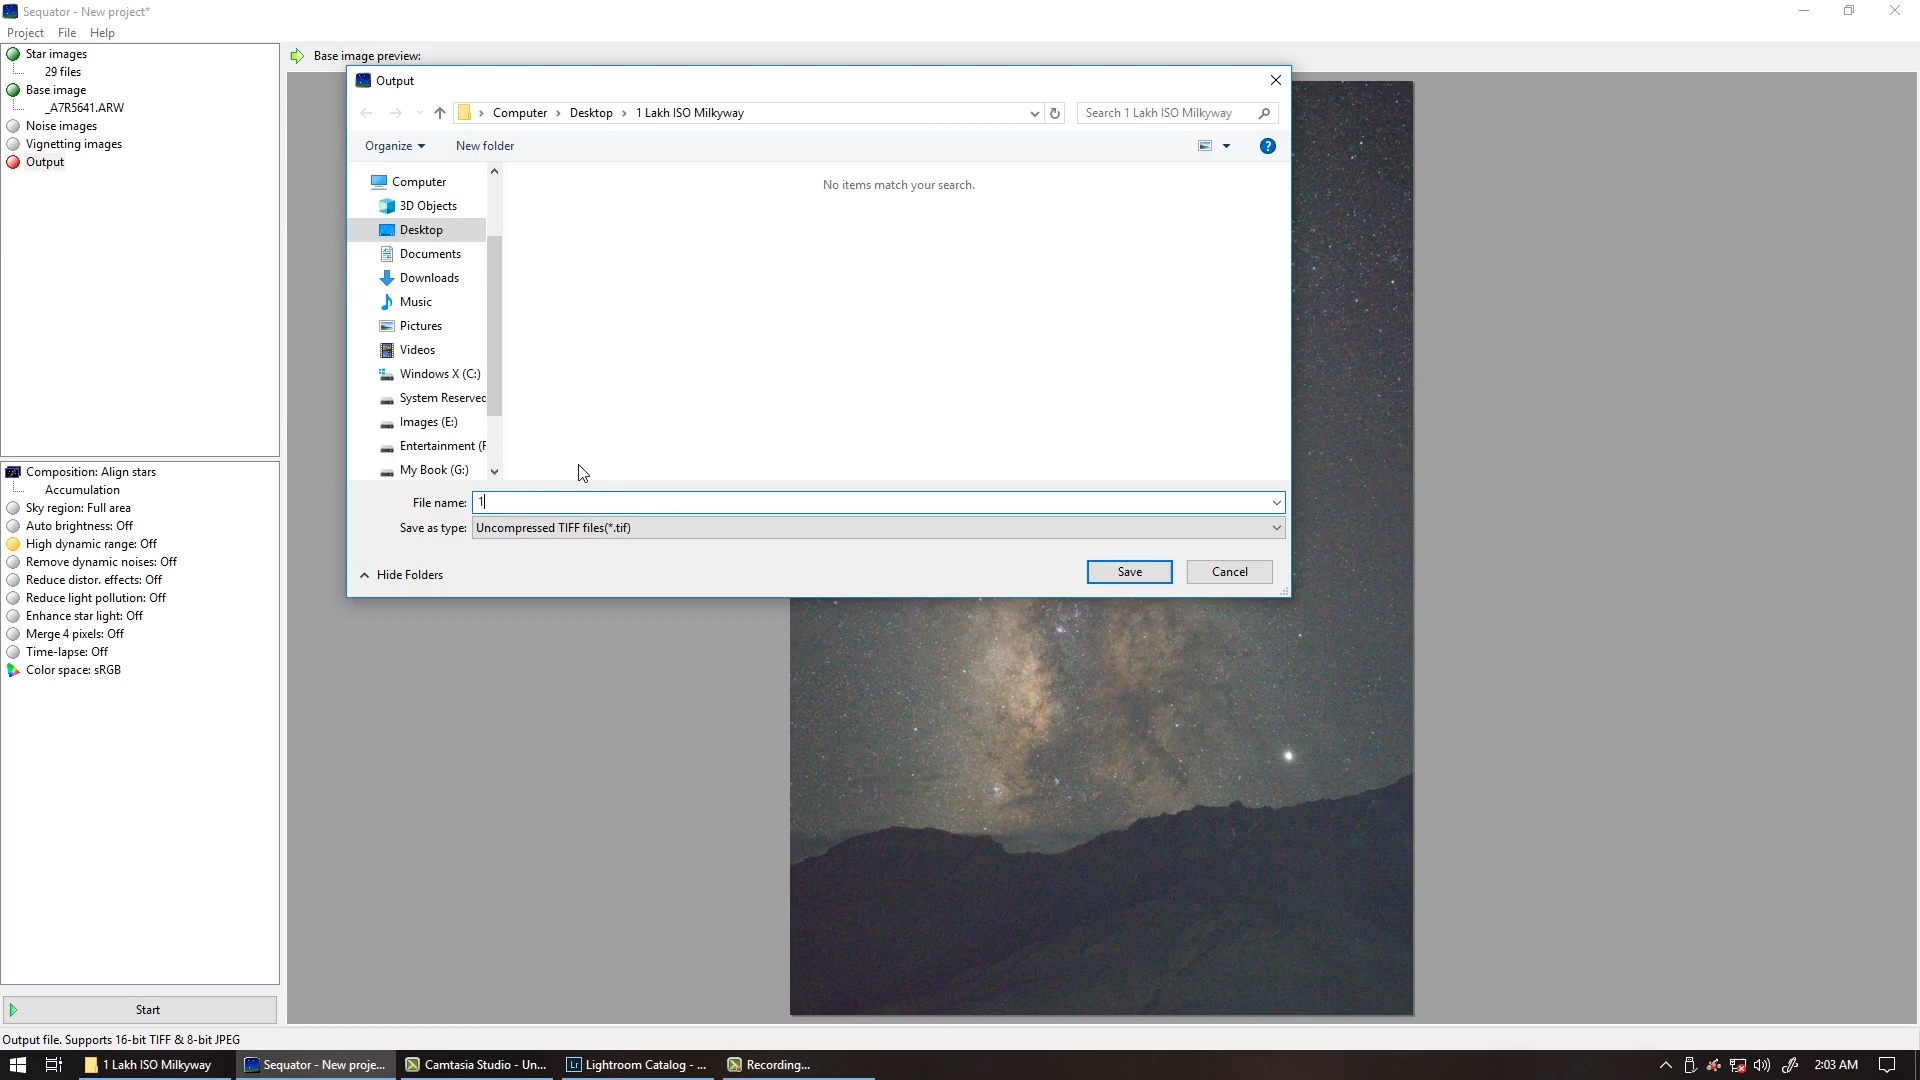 Sequator - New project*
Project File Help
Star images
29 files
Base image
_A7R5641.ARW
Noise images
Vignetting images
Output
Base image preview:
Output
Computer › Desktop › 1 Lakh ISO Milkyway
Search 1 Lakh ISO Milkyway
Organize
New folder
?
No items match your search.
Computer
3D Objects
Desktop
Documents
Downloads
Music
Pictures
Videos
Windows X (C:)
System Reserved
Images (E:)
Entertainment (F
My Book (G:)
File name: 1
Save as type: Uncompressed TIFF files(*.tif)
Hide Folders
Save
Cancel
Composition: Align stars
Accumulation
Sky region: Full area
Auto brightness: Off
High dynamic range: Off
Remove dynamic noises: Off
Reduce distor. effects: Off
Reduce light pollution: Off
Enhance star light: Off
Merge 4 pixels: Off
Time-lapse: Off
Color space: sRGB
Start
Output file. Supports 16-bit TIFF & 8-bit JPEG
1 Lakh ISO Milkyway
Sequator - New proje...
Camtasia Studio - Un...
Lr Lightroom Catalog - ...
Recording...
2:03 AM